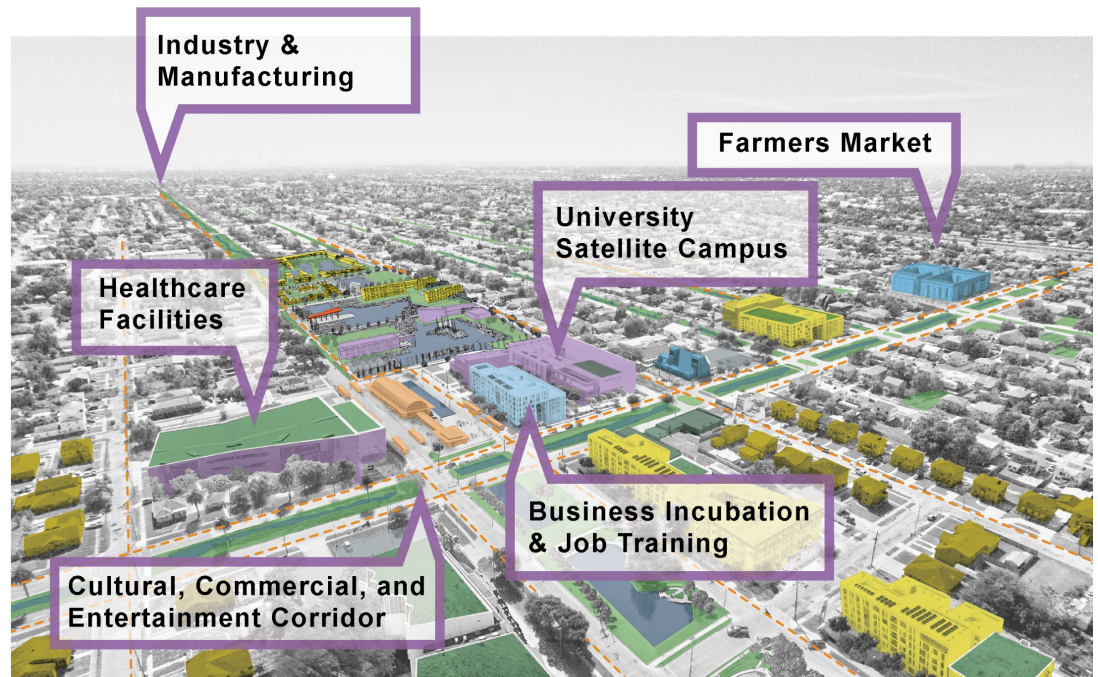 Industry &
Manufacturing
Farmers Market
University
Satellite Campus
Healthcare
Facilities
Business Incubation
& Job Training
Cultural, Commercial, and
Entertainment Corridor